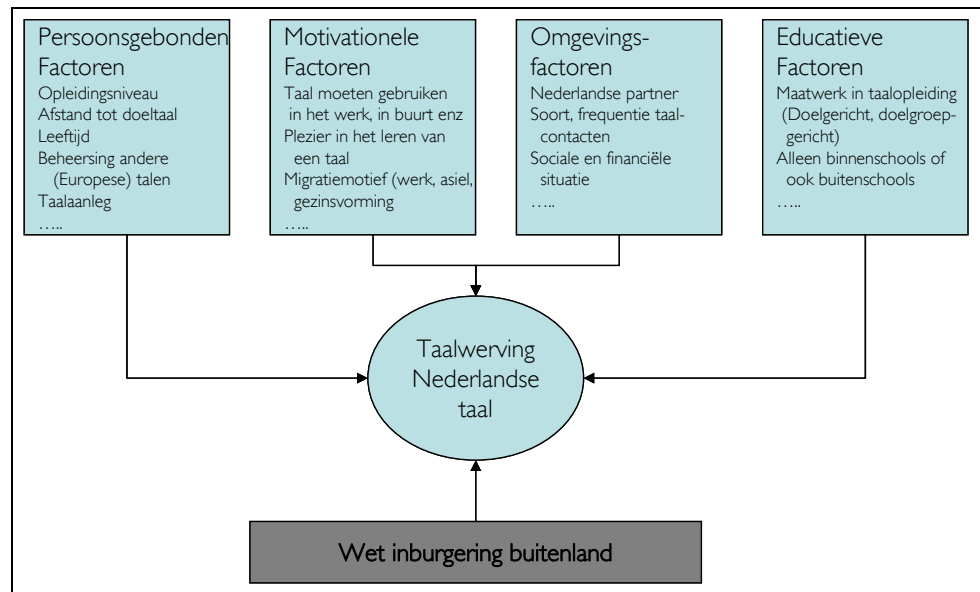 Persoonsgebonden
Factoren
Opleidingsniveau
Afstand tot doeltaal
Leeftijd
Beheersing andere
(Europese) talen
Taalaanleg
…..
Motivationele
Factoren
Taal moeten gebruiken
in het werk, in buurt enz
Plezier in het leren van
een taal
Migratiemotief (werk, asiel,
gezinsvorming
…..
Omgevings-
factoren
Nederlandse partner
Soort, frequentie taal-
contacten
Sociale en financiële
situatie
…..
Educatieve
Factoren
Maatwerk in taalopleiding
(Doelgericht, doelgroep-
gericht)
Alleen binnenschools of
ook buitenschools
…..
Taalwerving
Nederlandse
taal
Wet inburgering buitenland